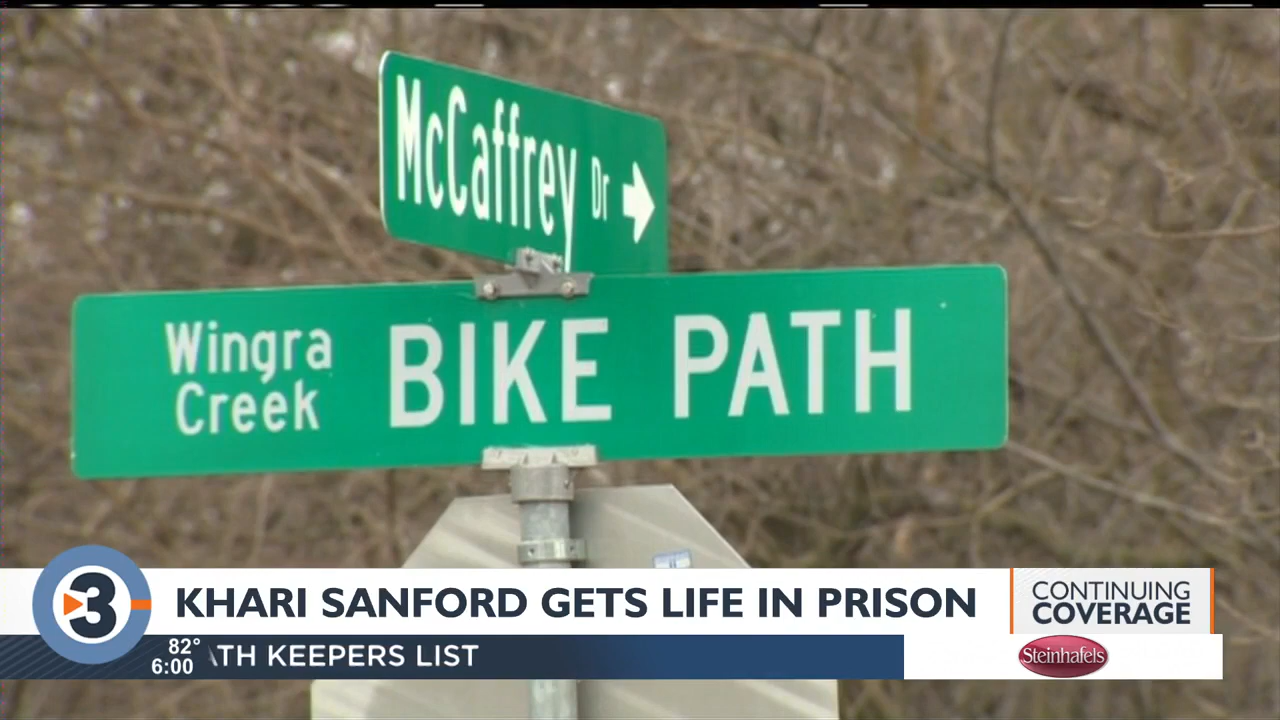 McCaffrey Dr
Wingra
Creek
BIKE PATH
3
KHARI SANFORD GETS LIFE IN PRISON
CONTINUING
COVERAGE
82°
6:00
TH KEEPERS LIST
Steinhafels